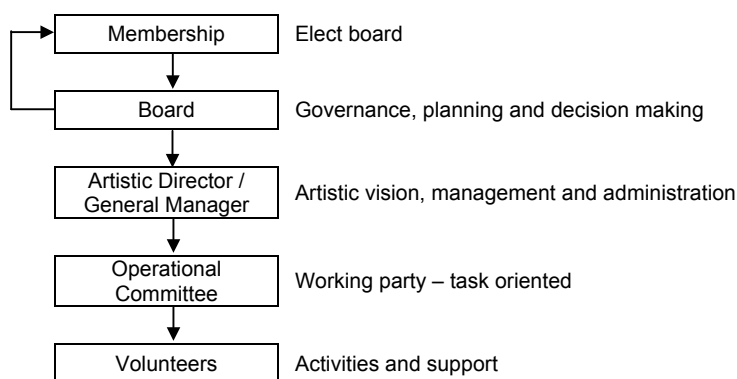 Membership
Elect board
Board
Governance, planning and decision making
Artistic Director /
General Manager
Artistic vision, management and administration
Operational
Committee
Working party – task oriented
Volunteers
Activities and support